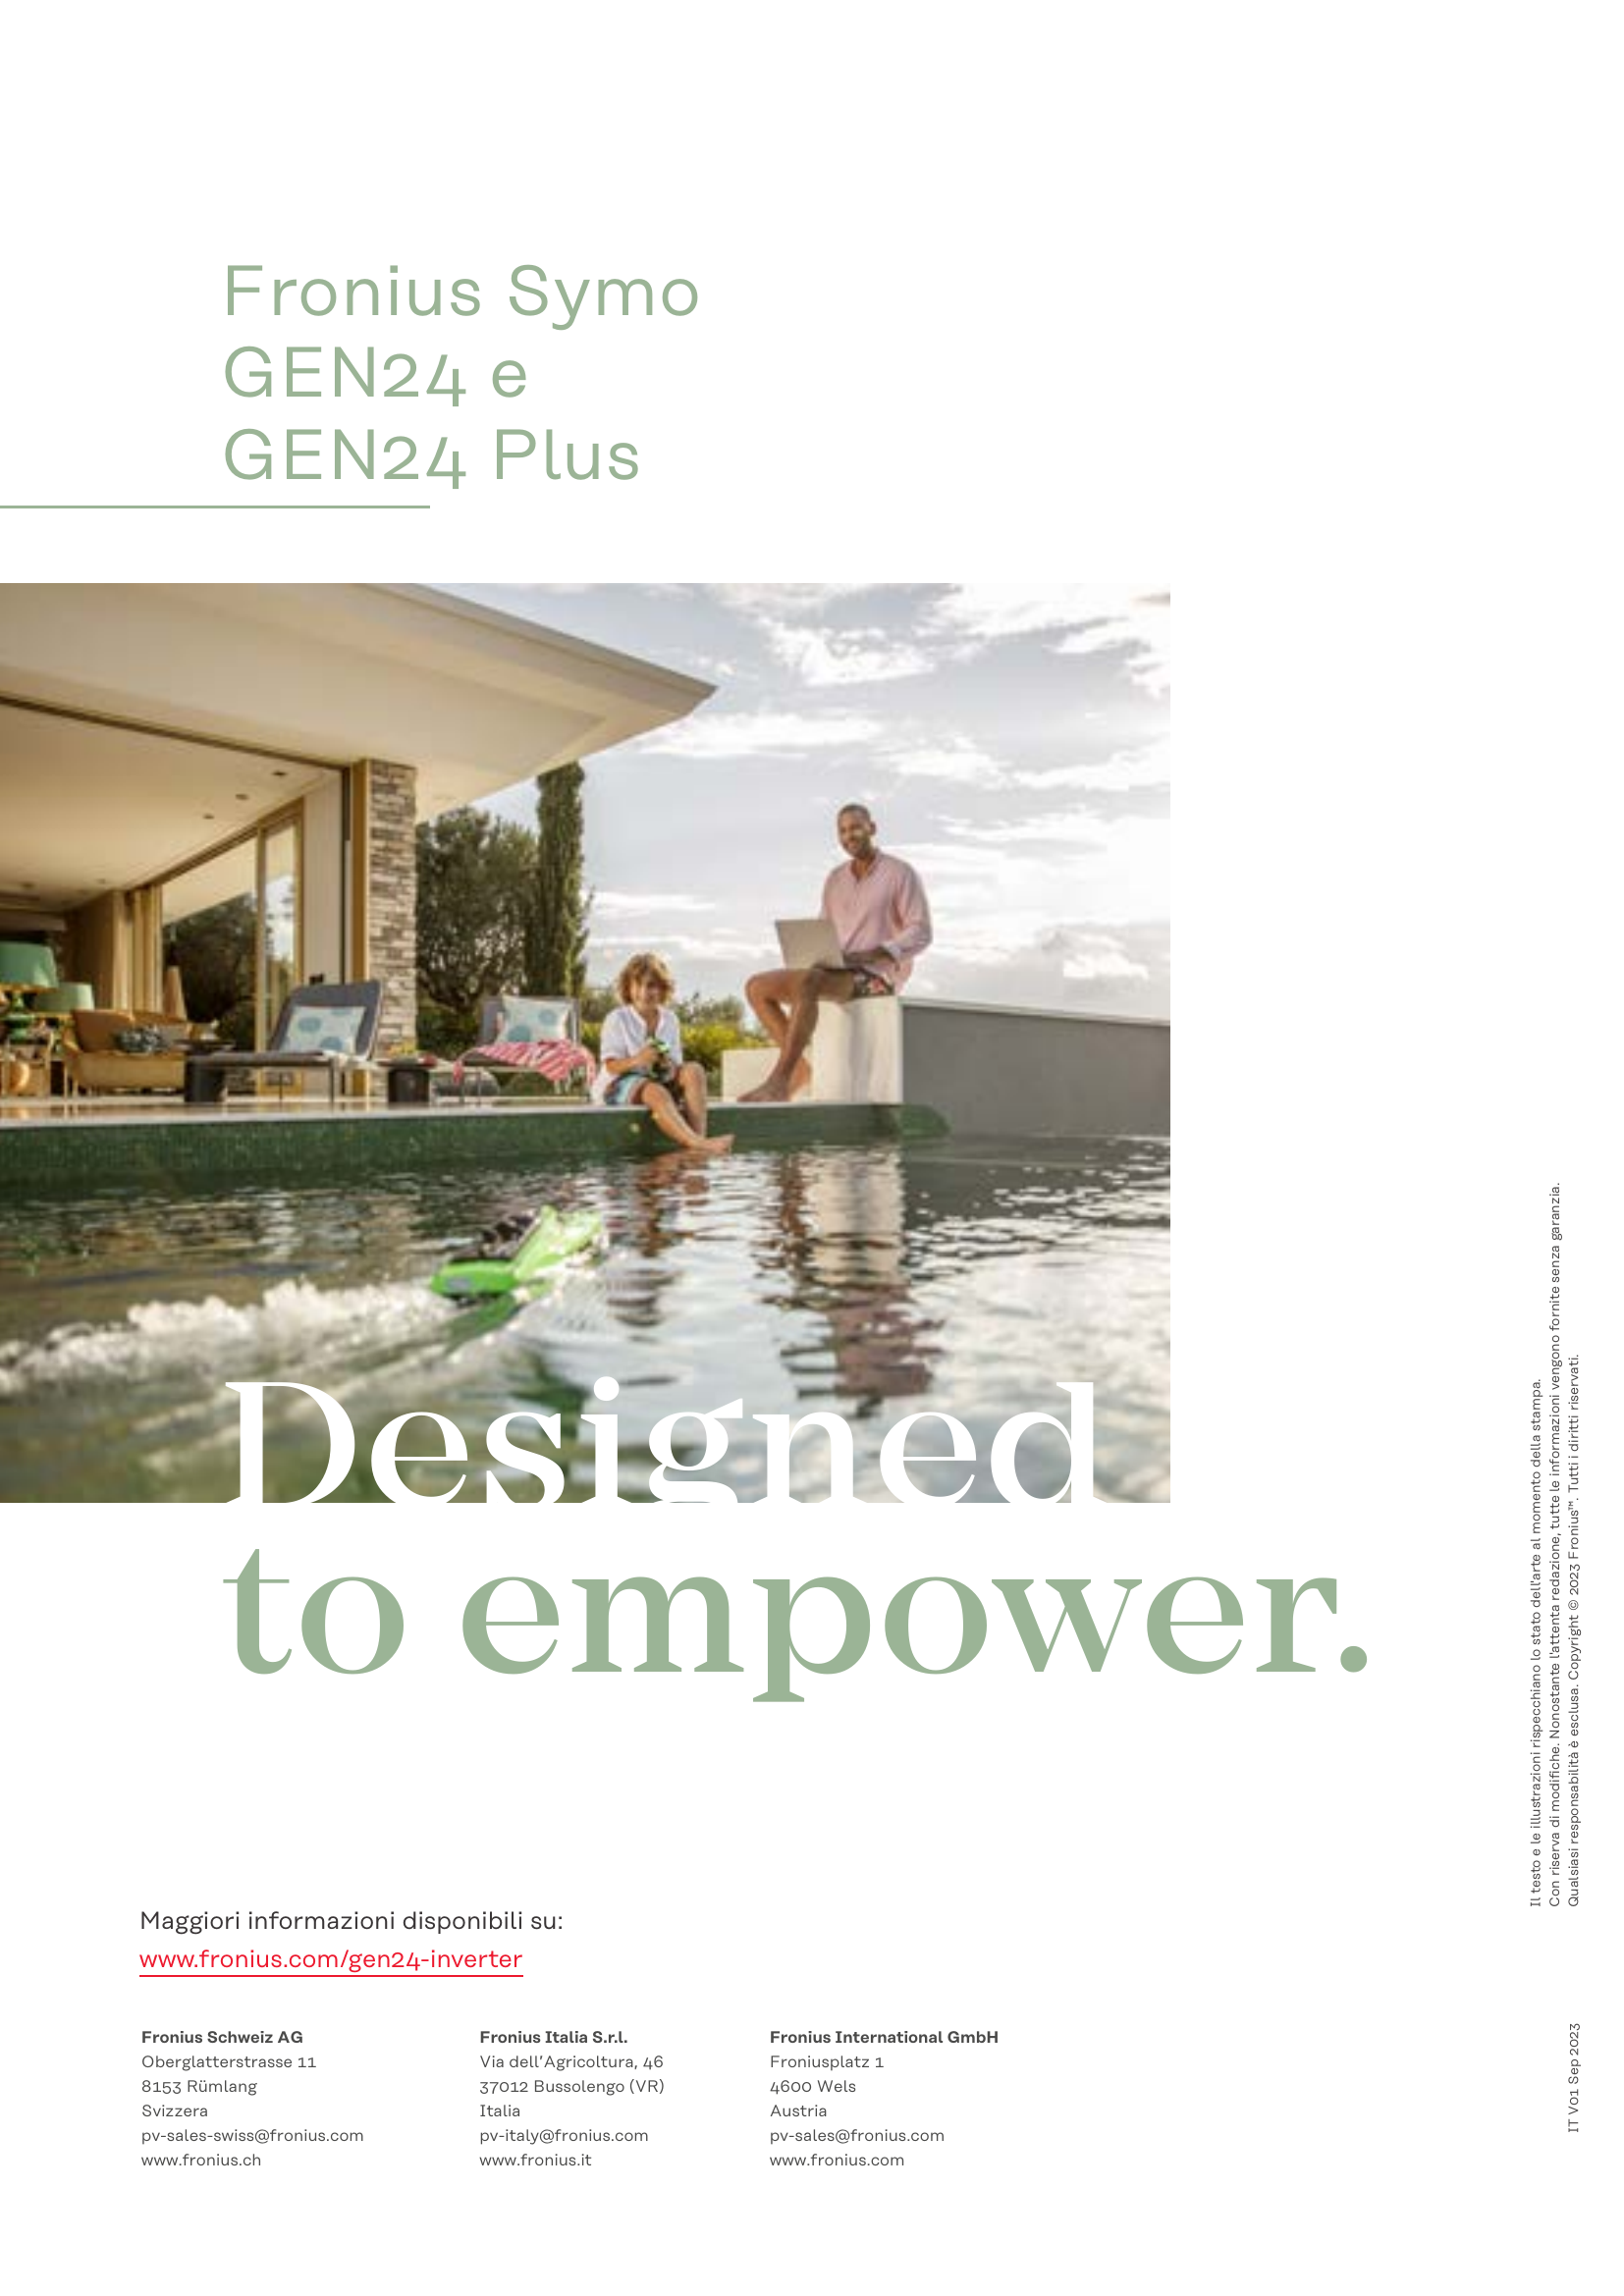 Fronius Symo
GEN24 e
GEN24 Plus
Designed
to empower.
Il testo e le illustrazioni rispecchiano lo stato dell'arte al momento della stampa.
Con riserva di modifiche. Nonostante l'attenta redazione, tutte le informazioni vengono fornite senza garanzia.
Qualsiasi responsabilità è esclusa. Copyright © 2023 Fronius™. Tutti i diritti riservati.
Maggiori informazioni disponibili su:
www.fronius.com/gen24-inverter
Fronius Schweiz AG
Oberglatterstrasse 11
8153 Rümlang
Svizzera
pv-sales-swiss@fronius.com
www.fronius.ch
Fronius Italia S.r.l.
Via dell'Agricoltura, 46
37012 Bussolengo (VR)
Italia
pv-italy@fronius.com
www.fronius.it
Fronius International GmbH
Froniusplatz 1
4600 Wels
Austria
pv-sales@fronius.com
www.fronius.com
IT V01 Sep 2023